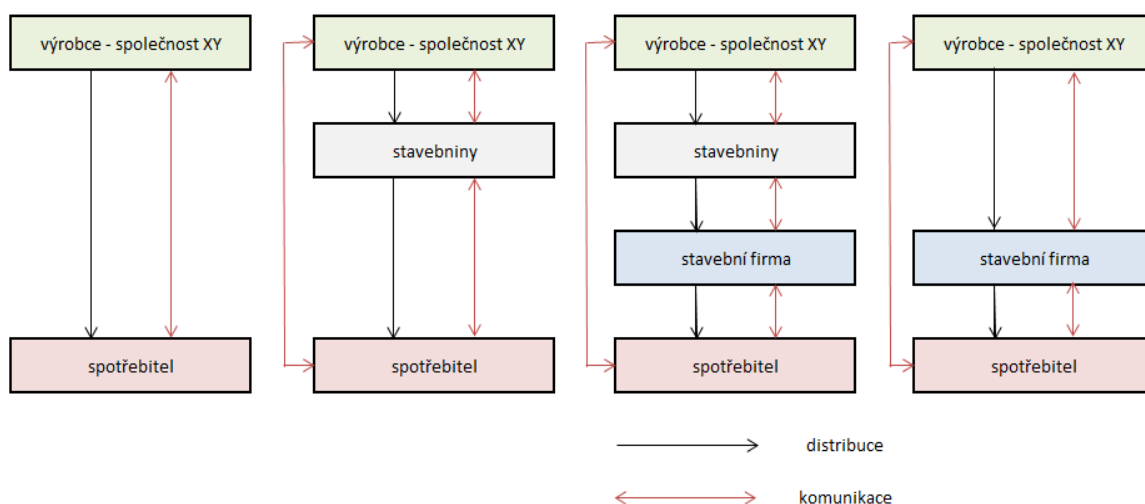 výrobce - společnost XY
výrobce - společnost XY
výrobce - společnost XY
výrobce - společnost XY
stavebniny
stavebniny
stavební firma
stavební firma
spotřebitel
spotřebitel
spotřebitel
spotřebitel
distribuce
komunikace